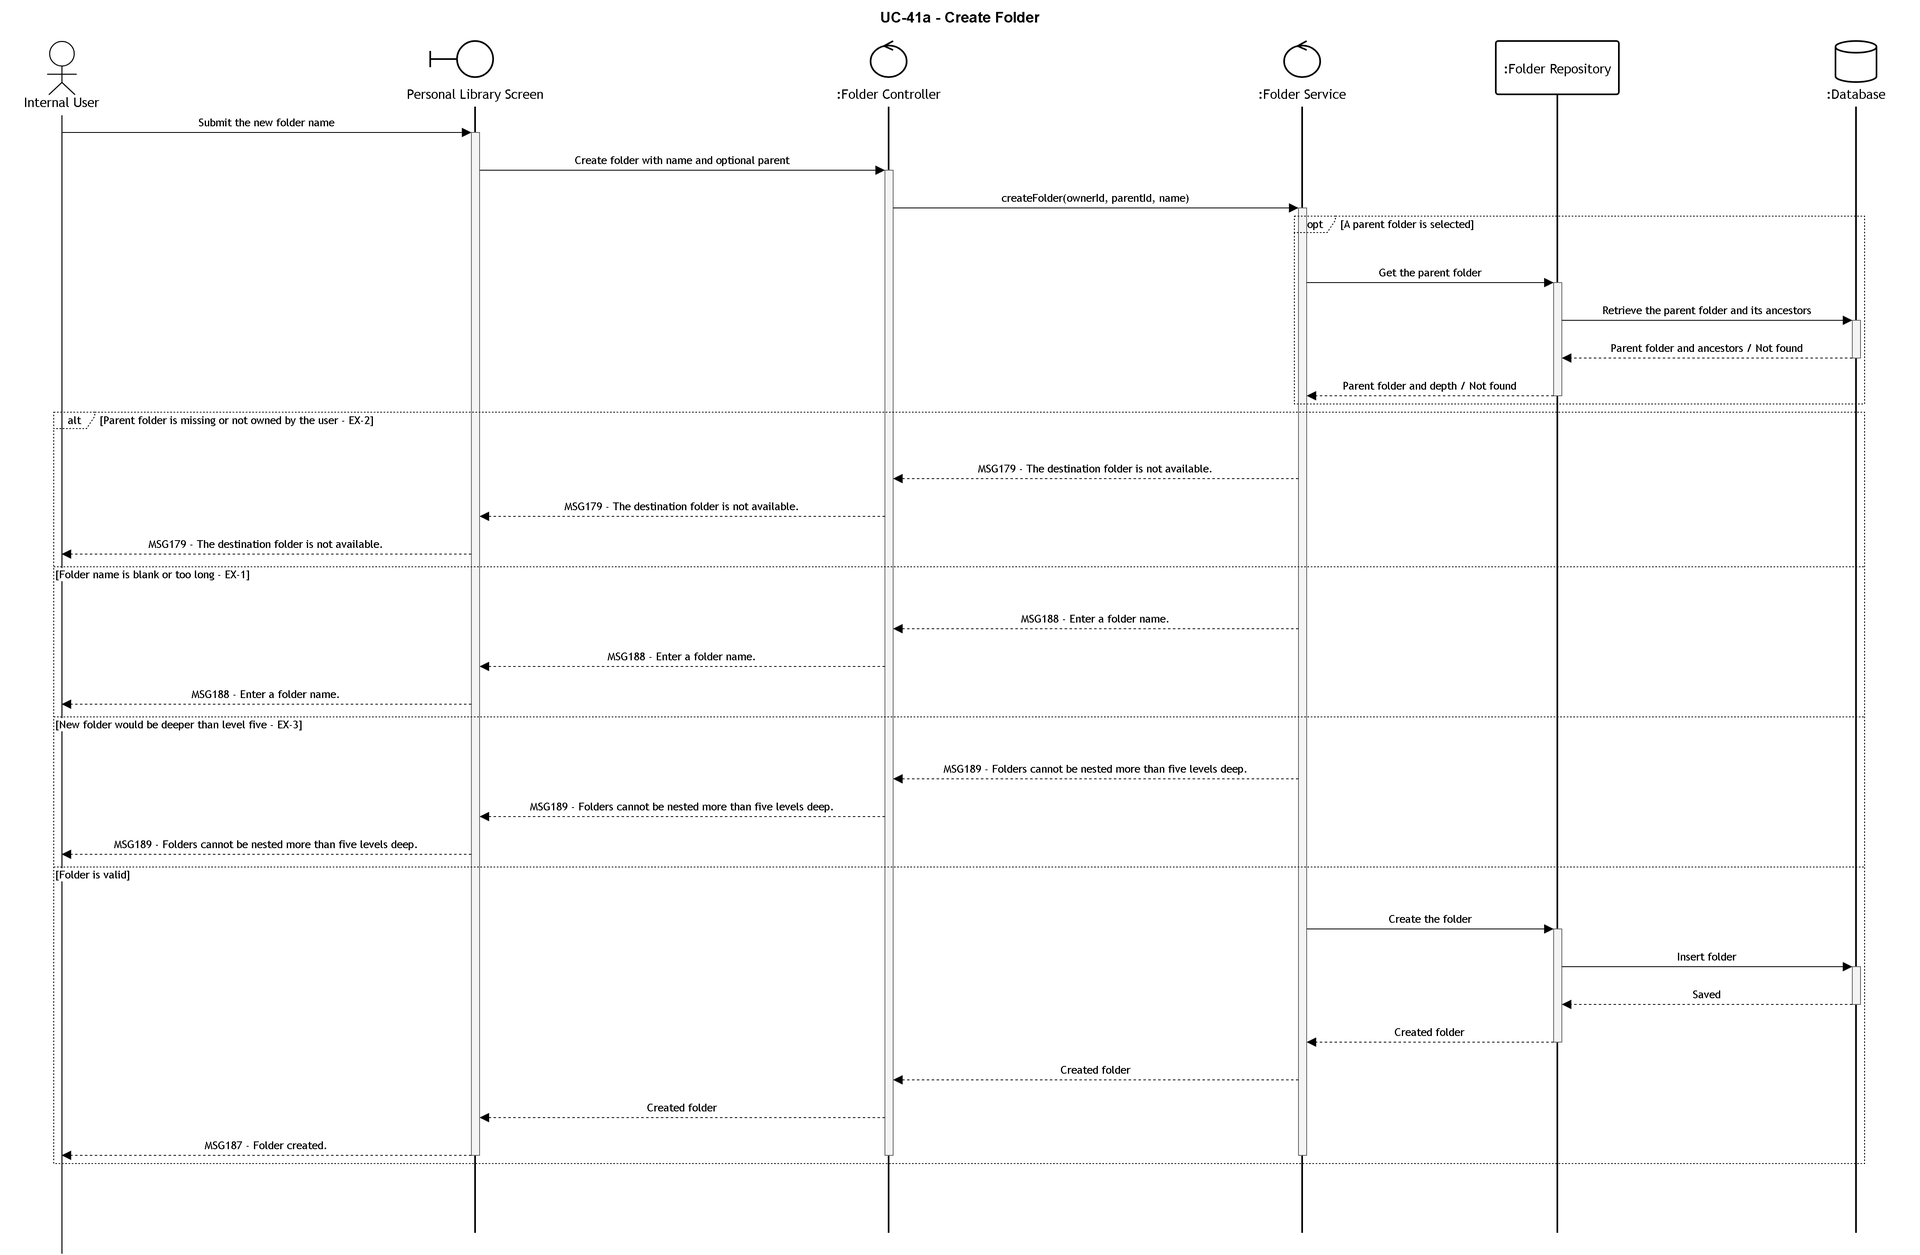 UC-41a - Create Folder
Internal User
Personal Library Screen
:Folder Controller
:Folder Service
:Folder Repository
:Database
Submit the new folder name
Create folder with name and optional parent
createFolder(ownerId, parentId, name)
opt
[A parent folder is selected]
Get the parent folder
Retrieve the parent folder and its ancestors
Parent folder and ancestors / Not found
Parent folder and depth / Not found
alt
[Parent folder is missing or not owned by the user - EX-2]
MSG179 - The destination folder is not available.
MSG179 - The destination folder is not available.
MSG179 - The destination folder is not available.
[Folder name is blank or too long - EX-1]
MSG188 - Enter a folder name.
MSG188 - Enter a folder name.
MSG188 - Enter a folder name.
[New folder would be deeper than level five - EX-3]
MSG189 - Folders cannot be nested more than five levels deep.
MSG189 - Folders cannot be nested more than five levels deep.
MSG189 - Folders cannot be nested more than five levels deep.
[Folder is valid]
Create the folder
Insert folder
Saved
Created folder
Created folder
Created folder
MSG187 - Folder created.